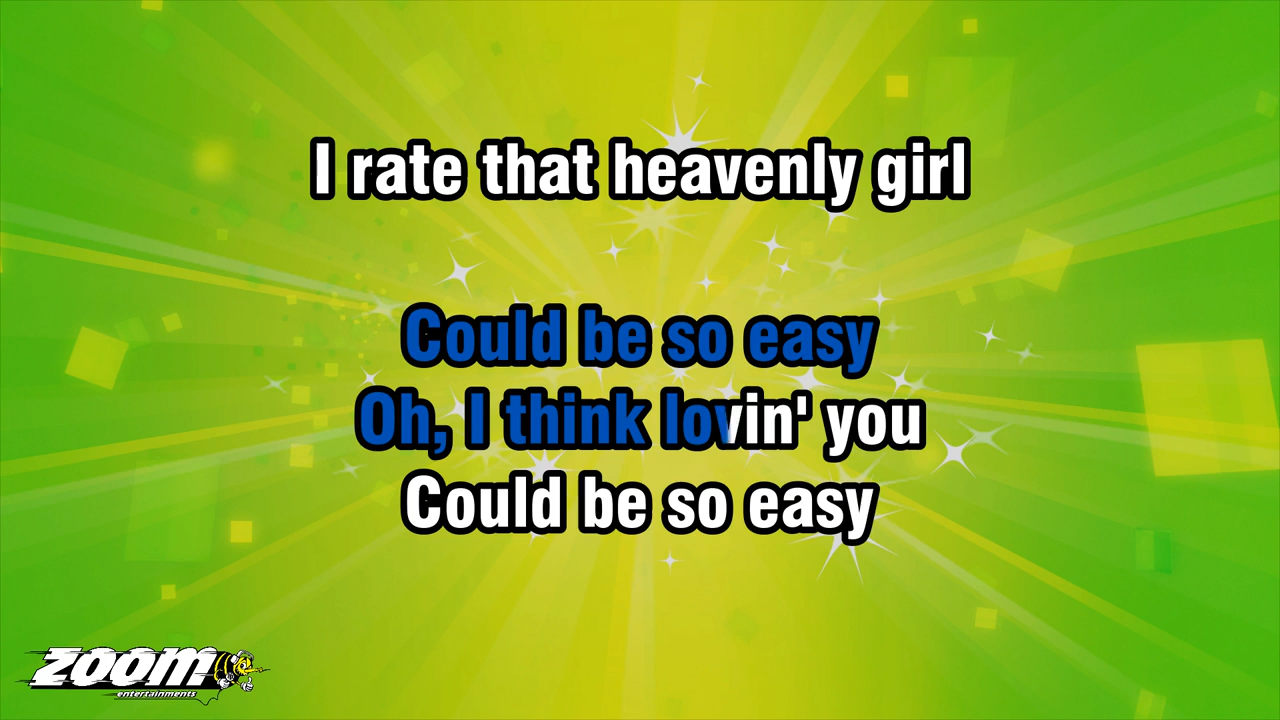 I rate that heavenly girl
Could be so easy
Oh, I think lovin' you
Could be so easy
ZOOM
entertainments